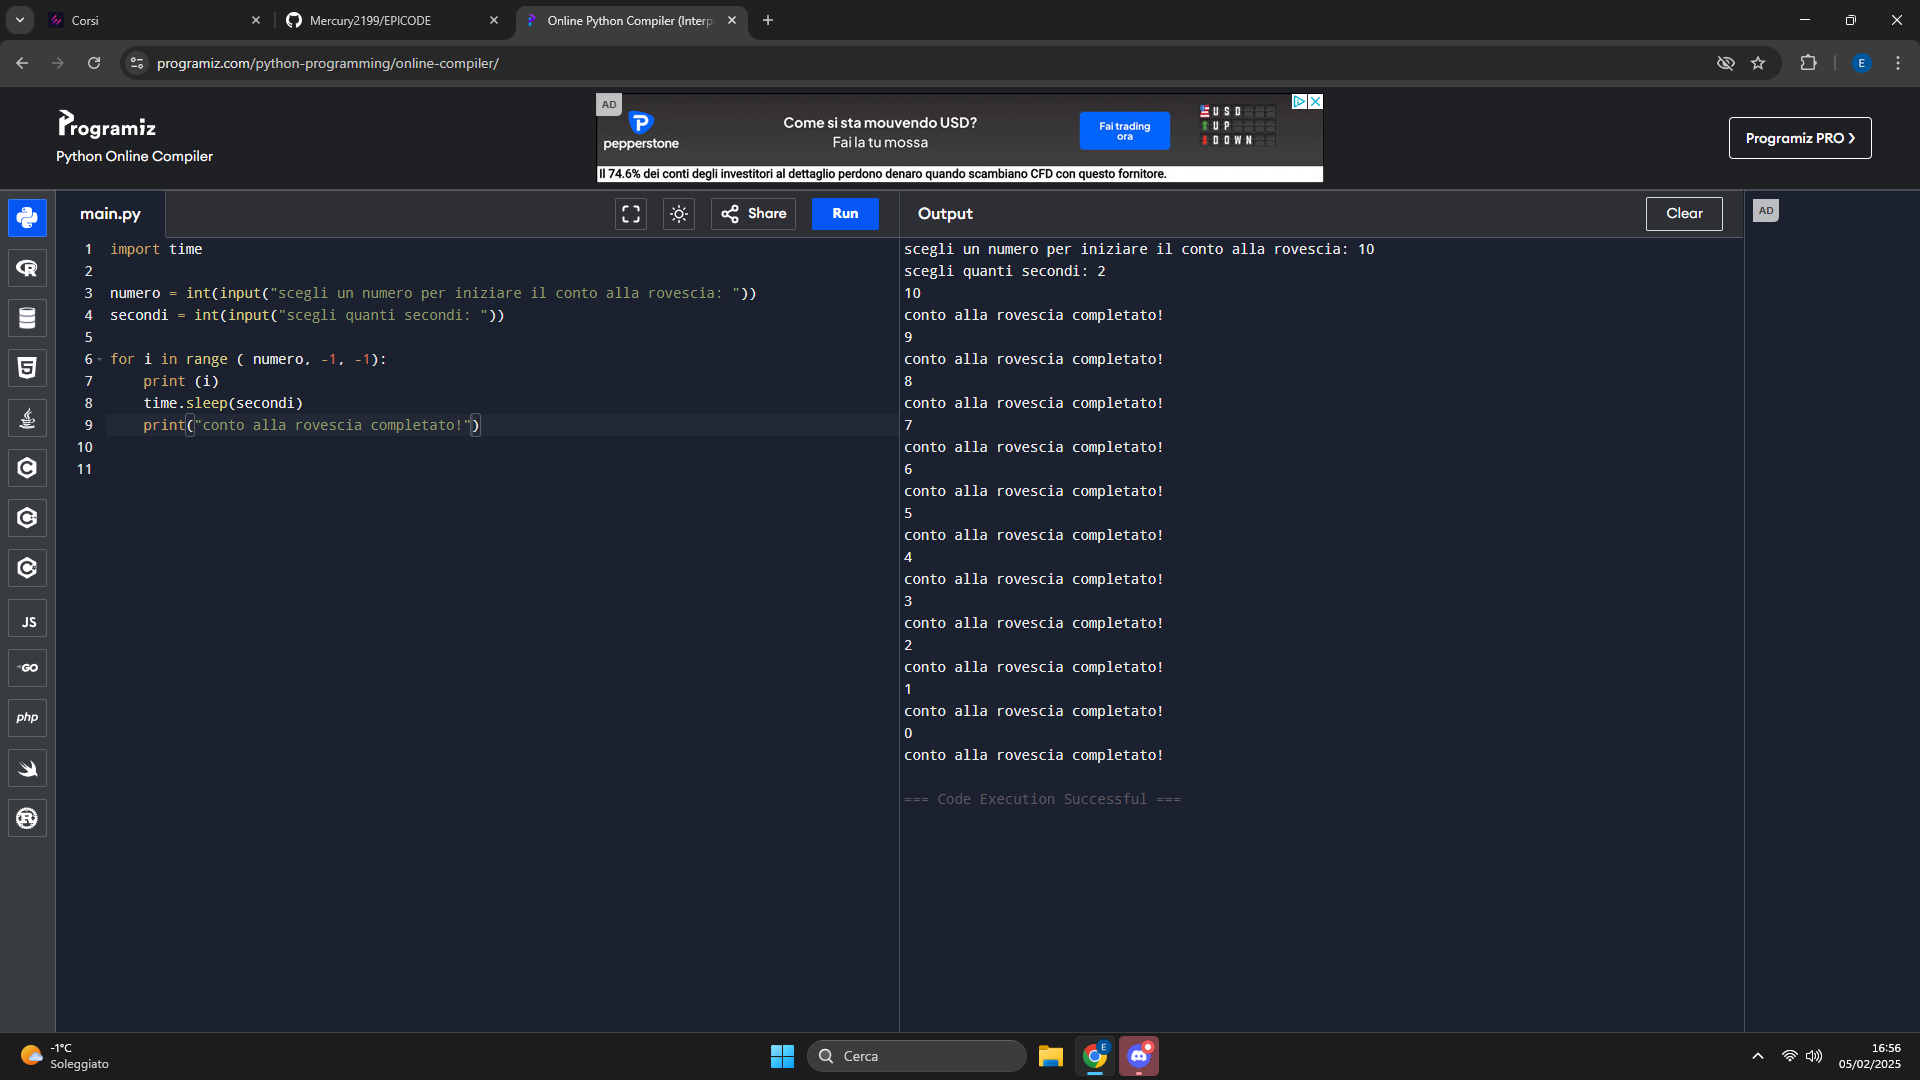 Corsi
Mercury2199/EPICODE
Online Python Compiler (Interp
programiz.com/python-programming/online-compiler/
E
Programiz
Python Online Compiler
AD
pepperstone
Come si sta mouvendo USD?
Fai la tu mossa
Fai trading
ora
USD
UP
DOWN
Il 74.6% dei conti degli investitori al dettaglio perdono denaro quando scambiano CFD con questo fornitore.
Programiz PRO
main.py
Share
Run
Output
Clear
AD
1 import time
2
3 numero = int(input("scegli un numero per iniziare il conto alla rovescia: "))
4 secondi = int(input("scegli quanti secondi: "))
5
6 for i in range ( numero, -1, -1):
7     print (i)
8     time.sleep(secondi)
9     print("conto alla rovescia completato!")
10
11
scegli un numero per iniziare il conto alla rovescia: 10
scegli quanti secondi: 2
10
conto alla rovescia completato!
9
conto alla rovescia completato!
8
conto alla rovescia completato!
7
conto alla rovescia completato!
6
conto alla rovescia completato!
5
conto alla rovescia completato!
4
conto alla rovescia completato!
3
conto alla rovescia completato!
2
conto alla rovescia completato!
1
conto alla rovescia completato!
0
conto alla rovescia completato!
=== Code Execution Successful ===
R
5
C
C
C
JS
GO
php
R
-1°C
Soleggiato
Cerca
E
16:56
05/02/2025